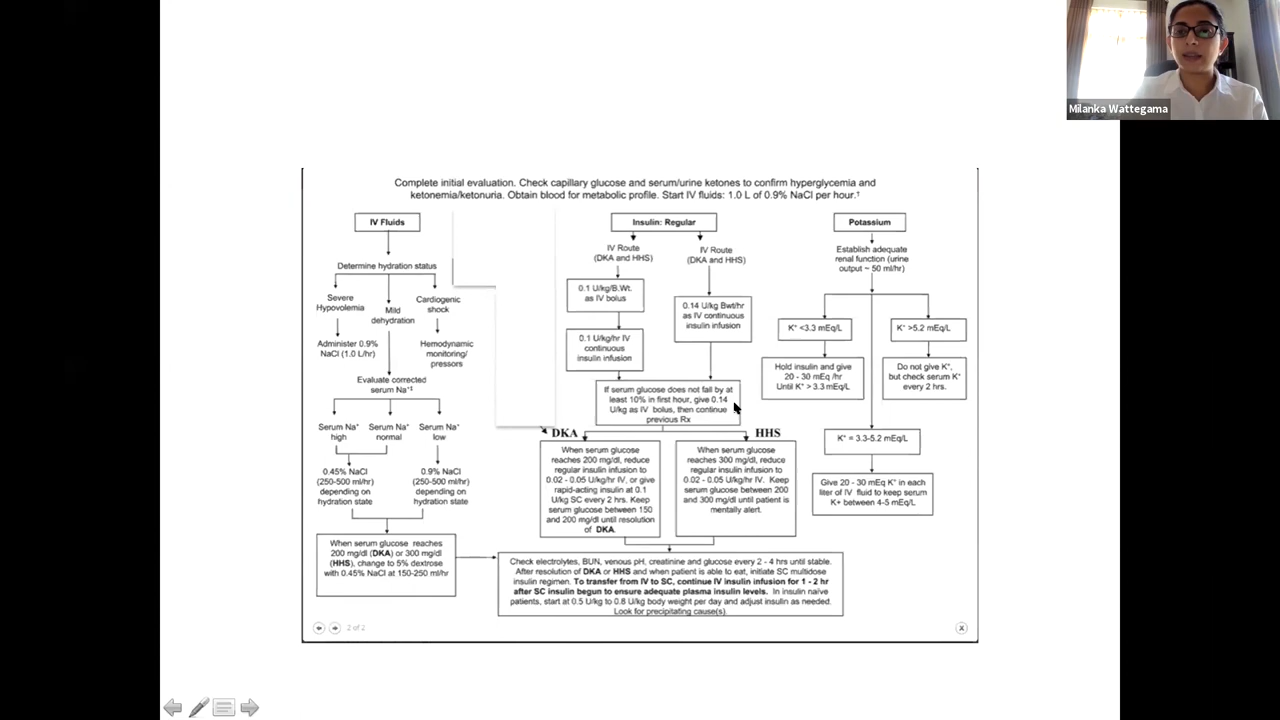 Milanka Wattegama
Complete initial evaluation. Check capillary glucose and serum/urine ketones to confirm hyperglycemia and
ketonemia/ketonuria. Obtain blood for metabolic profile. Start IV fluids: 1.0 L of 0.9% NaCl per hour.†
IV Fluids
Determine hydration status
Severe
Hypovolemia
Mild
dehydration
Cardiogenic
shock
Administer 0.9%
NaCl (1.0 L/hr)
Hemodynamic
monitoring/
pressors
Evaluate corrected
serum Na⁺‡
Serum Na⁺
high
Serum Na⁺
normal
Serum Na⁺
low
0.45% NaCl
(250-500 ml/hr)
depending on
hydration state
0.9% NaCl
(250-500 ml/hr)
depending on
hydration state
When serum glucose reaches
200 mg/dl (DKA) or 300 mg/dl
(HHS), change to 5% dextrose
with 0.45% NaCl at 150-250 ml/hr
Insulin: Regular
IV Route
(DKA and HHS)
IV Route
(DKA and HHS)
0.1 U/kg/B.Wt.
as IV bolus
0.1 U/kg/hr IV
continuous
insulin infusion
0.14 U/kg Bwt/hr
as IV continuous
insulin infusion
If serum glucose does not fall by at
least 10% in first hour, give 0.14
U/kg as IV bolus, then continue
previous Rx
DKA
HHS
When serum glucose
reaches 200 mg/dl, reduce
regular insulin infusion to
0.02 - 0.05 U/kg/hr IV, or give
rapid-acting insulin at 0.1
U/kg SC every 2 hrs. Keep
serum glucose between 150
and 200 mg/dl until resolution
of DKA.
When serum glucose
reaches 300 mg/dl, reduce
regular insulin infusion to
0.02 - 0.05 U/kg/hr IV. Keep
serum glucose between 200
and 300 mg/dl until patient is
mentally alert.
Potassium
Establish adequate
renal function (urine
output ~ 50 ml/hr)
K⁺ <3.3 mEq/L
K⁺ >5.2 mEq/L
Hold insulin and give
20 - 30 mEq /hr
Until K⁺ > 3.3 mEq/L
Do not give K⁺,
but check serum K⁺
every 2 hrs.
K⁺ = 3.3-5.2 mEq/L
Give 20 - 30 mEq K⁺ in each
liter of IV fluid to keep serum
K+ between 4-5 mEq/L
Check electrolytes, BUN, venous pH, creatinine and glucose every 2 - 4 hrs until stable.
After resolution of DKA or HHS and when patient is able to eat, initiate SC multidose
insulin regimen. To transfer from IV to SC, continue IV insulin infusion for 1 - 2 hr
after SC insulin begun to ensure adequate plasma insulin levels. In insulin naïve
patients, start at 0.5 U/kg to 0.8 U/kg body weight per day and adjust insulin as needed.
Look for precipitating cause(s).
2 of 2